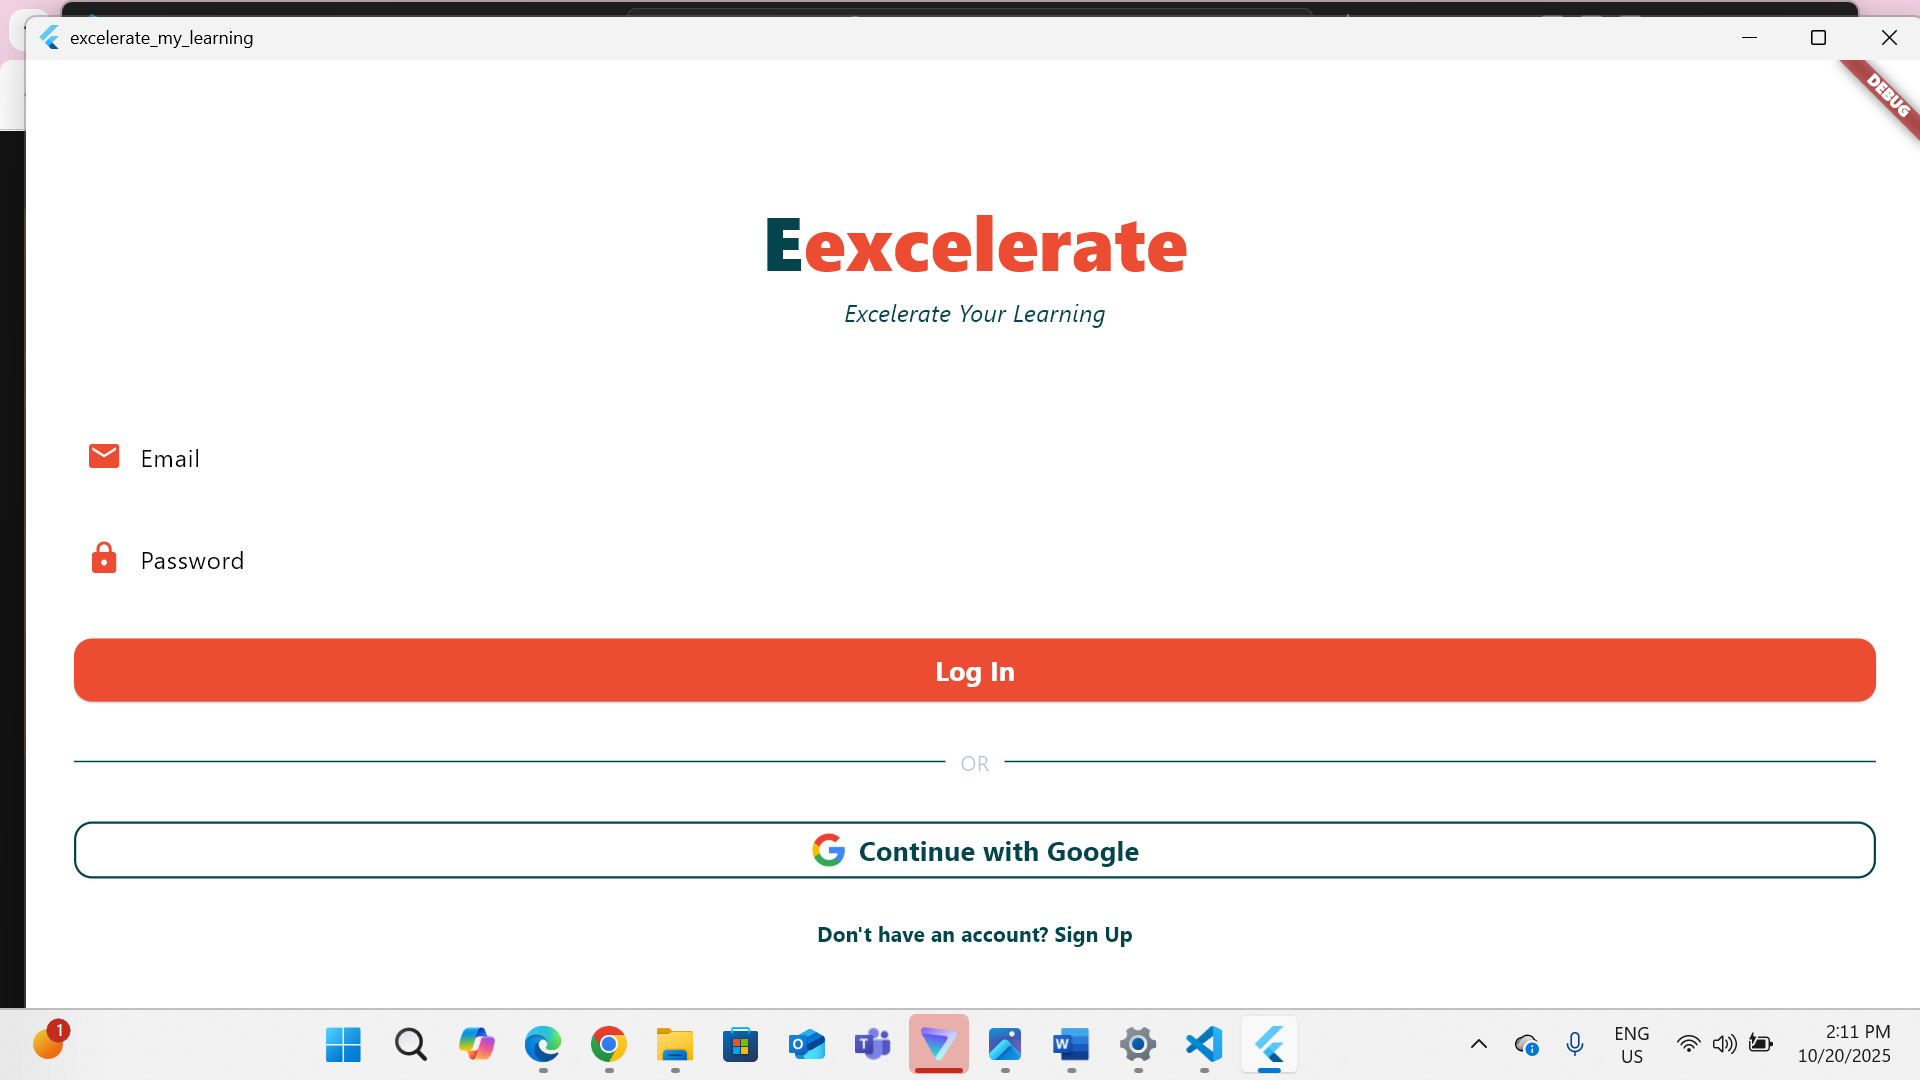 excelerate_my_learning
DEBUG
Eexcelerate
Excelerate Your Learning
Email
Password
Log In
OR
Continue with Google
Don't have an account? Sign Up
1
ENG
US
2:11 PM
10/20/2025